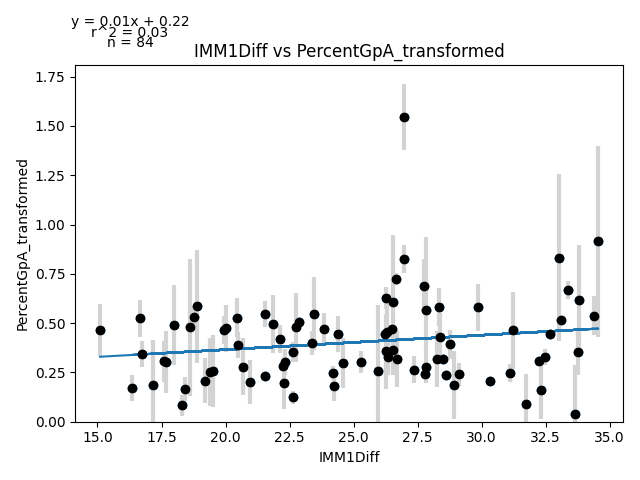 y = 0.01x + 0.22
r^2 = 0.03
n = 84
IMM1Diff vs PercentGpA_transformed
PercentGpA_transformed
1.75
1.50
1.25
1.00
0.75
0.50
0.25
0.00
15.0 17.5 20.0 22.5 25.0 27.5 30.0 32.5 35.0
IMM1Diff